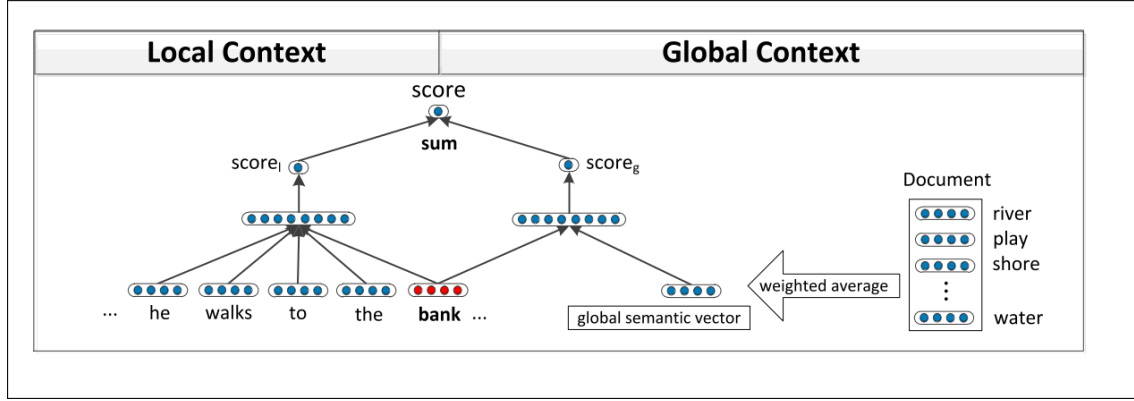 Local Context
Global Context
score
sum
score_l
score_g
Document
river
play
shore
⋮
water
weighted average
global semantic vector
... he walks to the bank ...